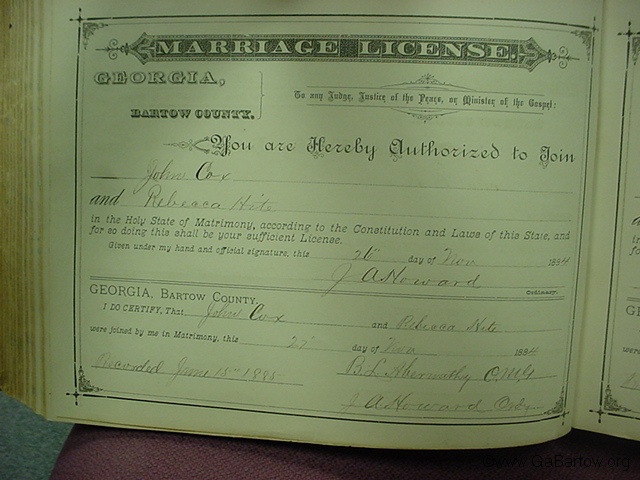 MARRIAGE LICENSE.
GEORGIA,
BARTOW COUNTY.
To any Judge, Justice of the Peace, or Minister of the Gospel:
You are Hereby Authorized to Join
John Cox
and Rebecca Hite
in the Holy State of Matrimony, according to the Constitution and Laws of this State, and
for so doing this shall be your sufficient License.
Given under my hand and official signature, this 26" day of Nov 1884
J A Howard Ordinary.
GEORGIA, BARTOW COUNTY.
I DO CERTIFY, That John Cox and Rebecca Hite
were joined by me in Matrimony, this 27" day of Nov 1884
B L Abernathy
Recorded June 15th 1885
J A Howard Ordy
www.GaBartow.org